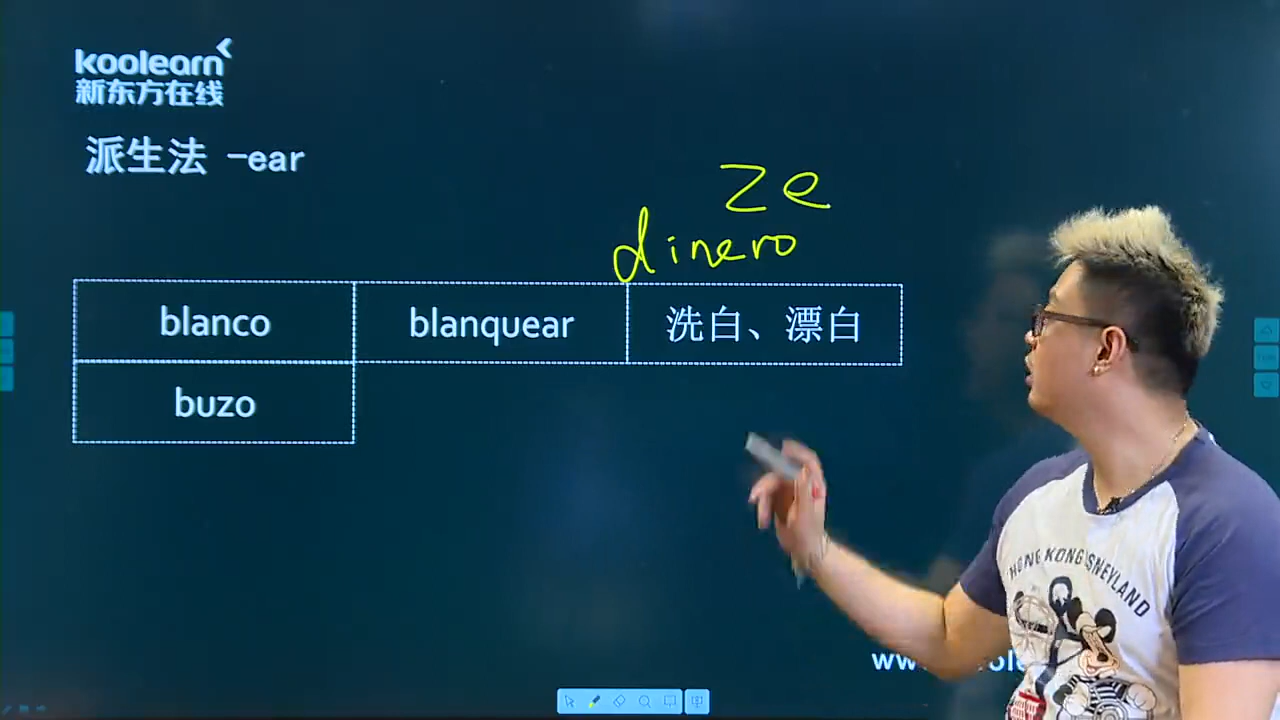 koolearn
新东方在线
派生法 -ear
ze
dinero
blanco blanquear 洗白、漂白
buzo
HONG KONG DISNEYLAND